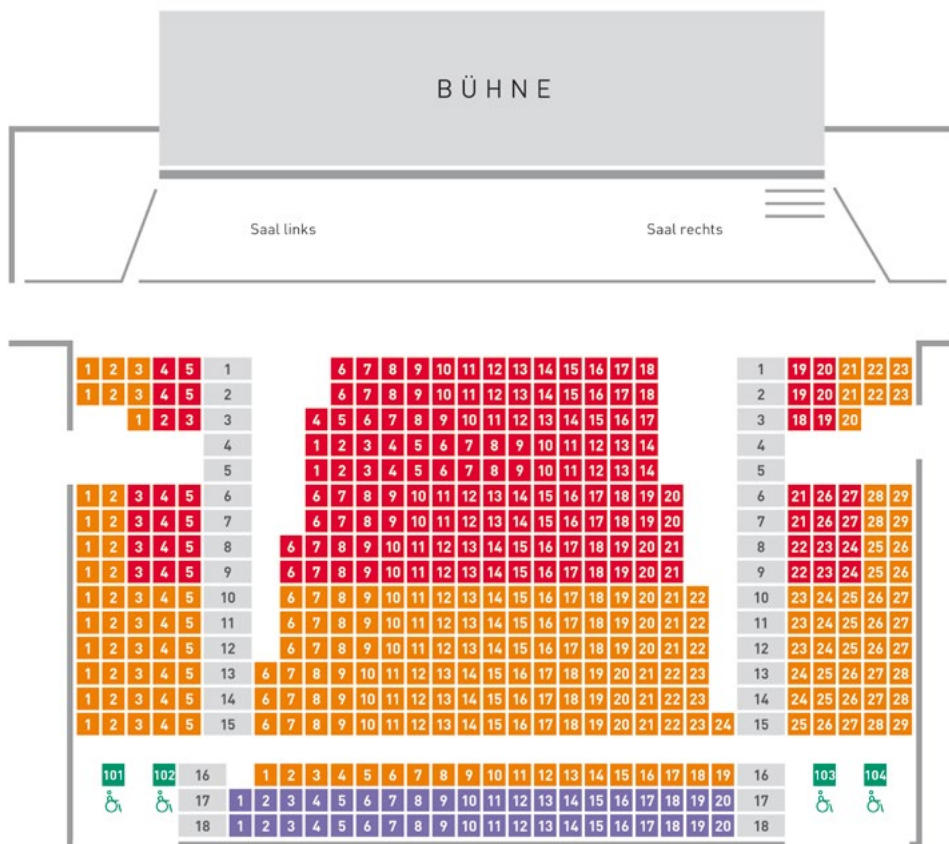 BÜHNE
Saal links Saal rechts
1 2 3 4 5 1 6 7 8 9 10 11 12 13 14 15 16 17 18 1 19 20 21 22 23
1 2 3 4 5 2 6 7 8 9 10 11 12 13 14 15 16 17 18 2 19 20 21 22 23
1 2 3 3 4 5 6 7 8 9 10 11 12 13 14 15 16 17 3 18 19 20
4 1 2 3 4 5 6 7 8 9 10 11 12 13 14 4
5 1 2 3 4 5 6 7 8 9 10 11 12 13 14 5
1 2 3 4 5 6 6 7 8 9 10 11 12 13 14 15 16 17 18 19 20 6 21 26 27 28 29
1 2 3 4 5 7 6 7 8 9 10 11 12 13 14 15 16 17 18 19 20 7 21 26 27 28 29
1 2 3 4 5 8 6 7 8 9 10 11 12 13 14 15 16 17 18 19 20 21 8 22 23 24 25 26
1 2 3 4 5 9 6 7 8 9 10 11 12 13 14 15 16 17 18 19 20 21 9 22 23 24 25 26
1 2 3 4 5 10 6 7 8 9 10 11 12 13 14 15 16 17 18 19 20 21 22 10 23 24 25 26 27
1 2 3 4 5 11 6 7 8 9 10 11 12 13 14 15 16 17 18 19 20 21 22 11 23 24 25 26 27
1 2 3 4 5 12 6 7 8 9 10 11 12 13 14 15 16 17 18 19 20 21 22 12 23 24 25 26 27
1 2 3 4 5 13 6 7 8 9 10 11 12 13 14 15 16 17 18 19 20 21 22 23 13 24 25 26 27 28
1 2 3 4 5 14 6 7 8 9 10 11 12 13 14 15 16 17 18 19 20 21 22 23 14 24 25 26 27 28
1 2 3 4 5 15 6 7 8 9 10 11 12 13 14 15 16 17 18 19 20 21 22 23 24 15 25 26 27 28 29
101 102 16 1 2 3 4 5 6 7 8 9 10 11 12 13 14 15 16 17 18 19 16 103 104
17 1 2 3 4 5 6 7 8 9 10 11 12 13 14 15 16 17 18 19 20 17
18 1 2 3 4 5 6 7 8 9 10 11 12 13 14 15 16 17 18 19 20 18